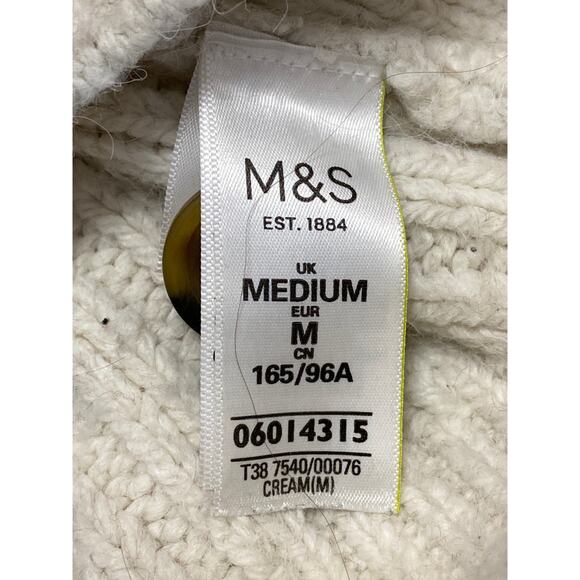 M&S
EST. 1884
UK
MEDIUM
EUR
M
CN
165/96A
06014315
T38 7540/00076
CREAM(M)